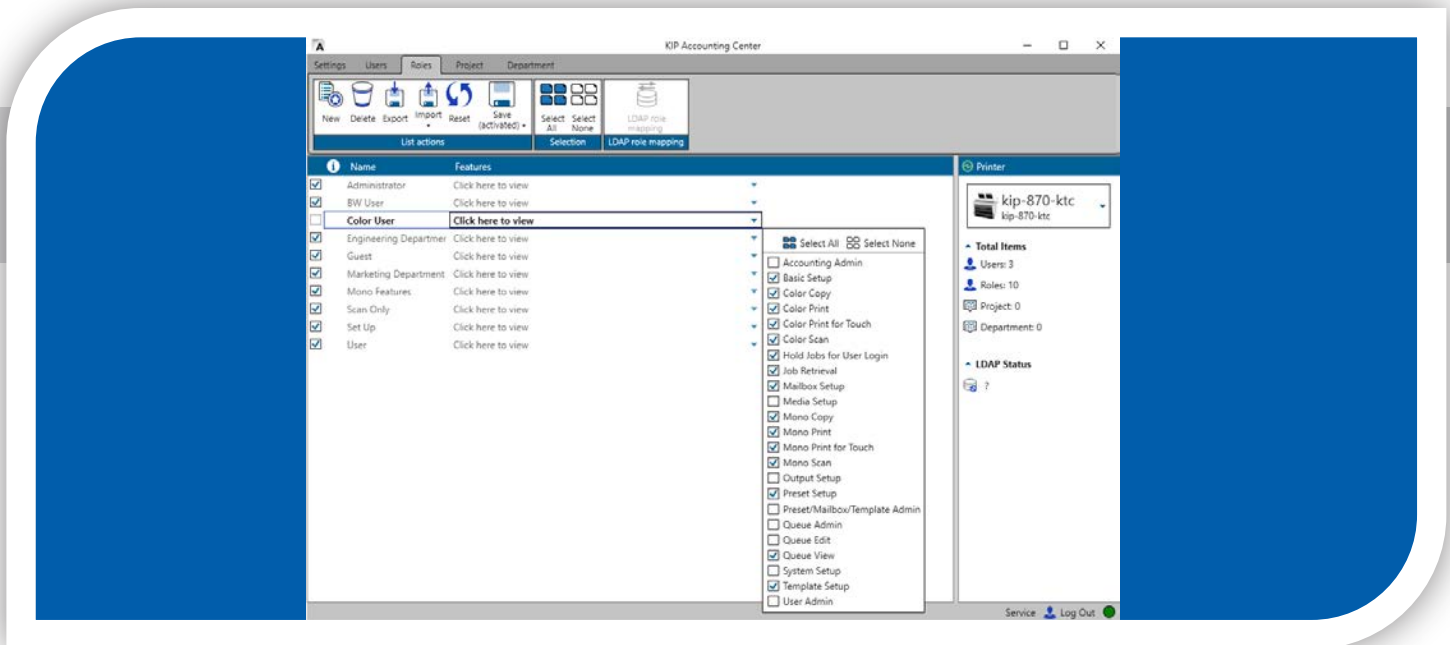 KIP Accounting Center
Settings Users Roles Project Department
New Delete Export Import Reset Save (activated) Select All Select None LDAP role mapping
List actions Selection LDAP role mapping
Name Features
Administrator Click here to view
BW User Click here to view
Color User Click here to view
Engineering Departmer Click here to view
Guest Click here to view
Marketing Department Click here to view
Mono Features Click here to view
Scan Only Click here to view
Set Up Click here to view
User Click here to view
Select All Select None
Accounting Admin
Basic Setup
Color Copy
Color Print
Color Print for Touch
Color Scan
Hold Jobs for User Login
Job Retrieval
Mailbox Setup
Media Setup
Mono Copy
Mono Print
Mono Print for Touch
Mono Scan
Output Setup
Preset Setup
Preset/Mailbox/Template Admin
Queue Admin
Queue Edit
Queue View
System Setup
Template Setup
User Admin
Printer
kip-870-ktc
kip-870-ktc
Total Items
Users: 3
Roles: 10
Project: 0
Department: 0
LDAP Status
?
Service Log Out